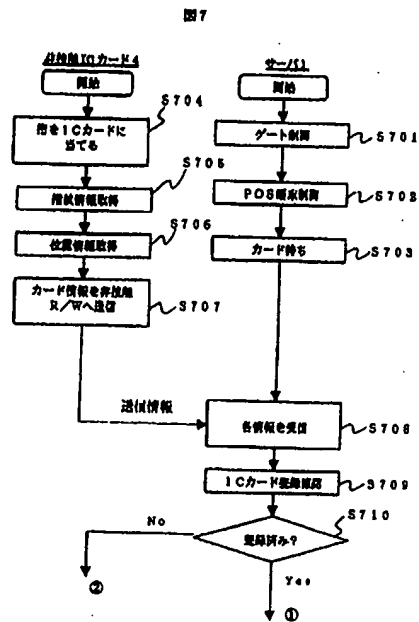 図7
非接触ICカード4
開始
S704
指をICカードに
当てる
S705
指紋情報取得
S706
位置情報取得
カード情報を非接触
R/Wへ送信
S707
サーバ1
開始
ゲート制御
S701
POS端末制御
S702
カード待ち
S703
送信情報
各情報を受信
S708
ICカード登録確認
S709
S710
登録済み?
No
②
Yes
①